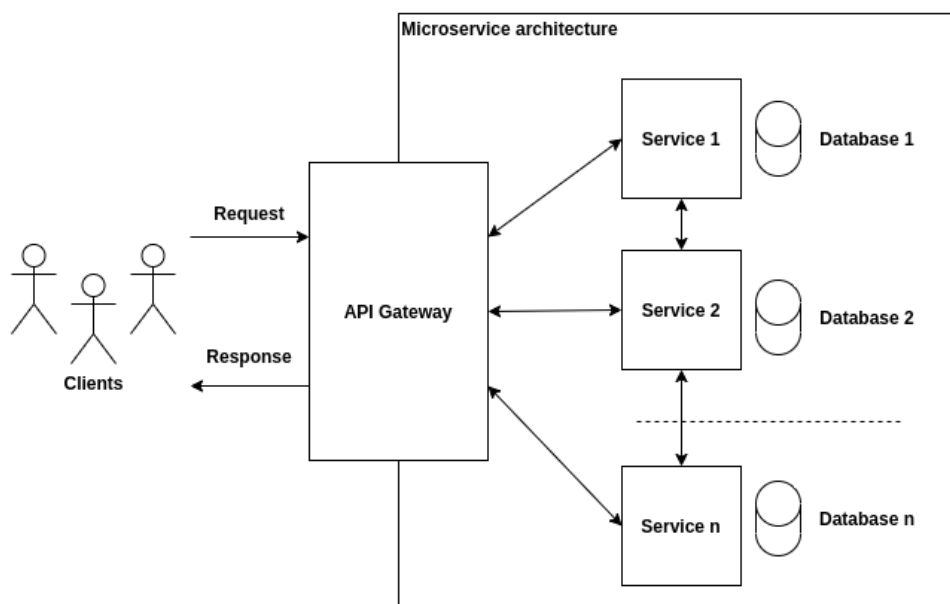 Microservice architecture
Service 1
Database 1
Request
API Gateway
Service 2
Database 2
Response
Clients
Service n
Database n